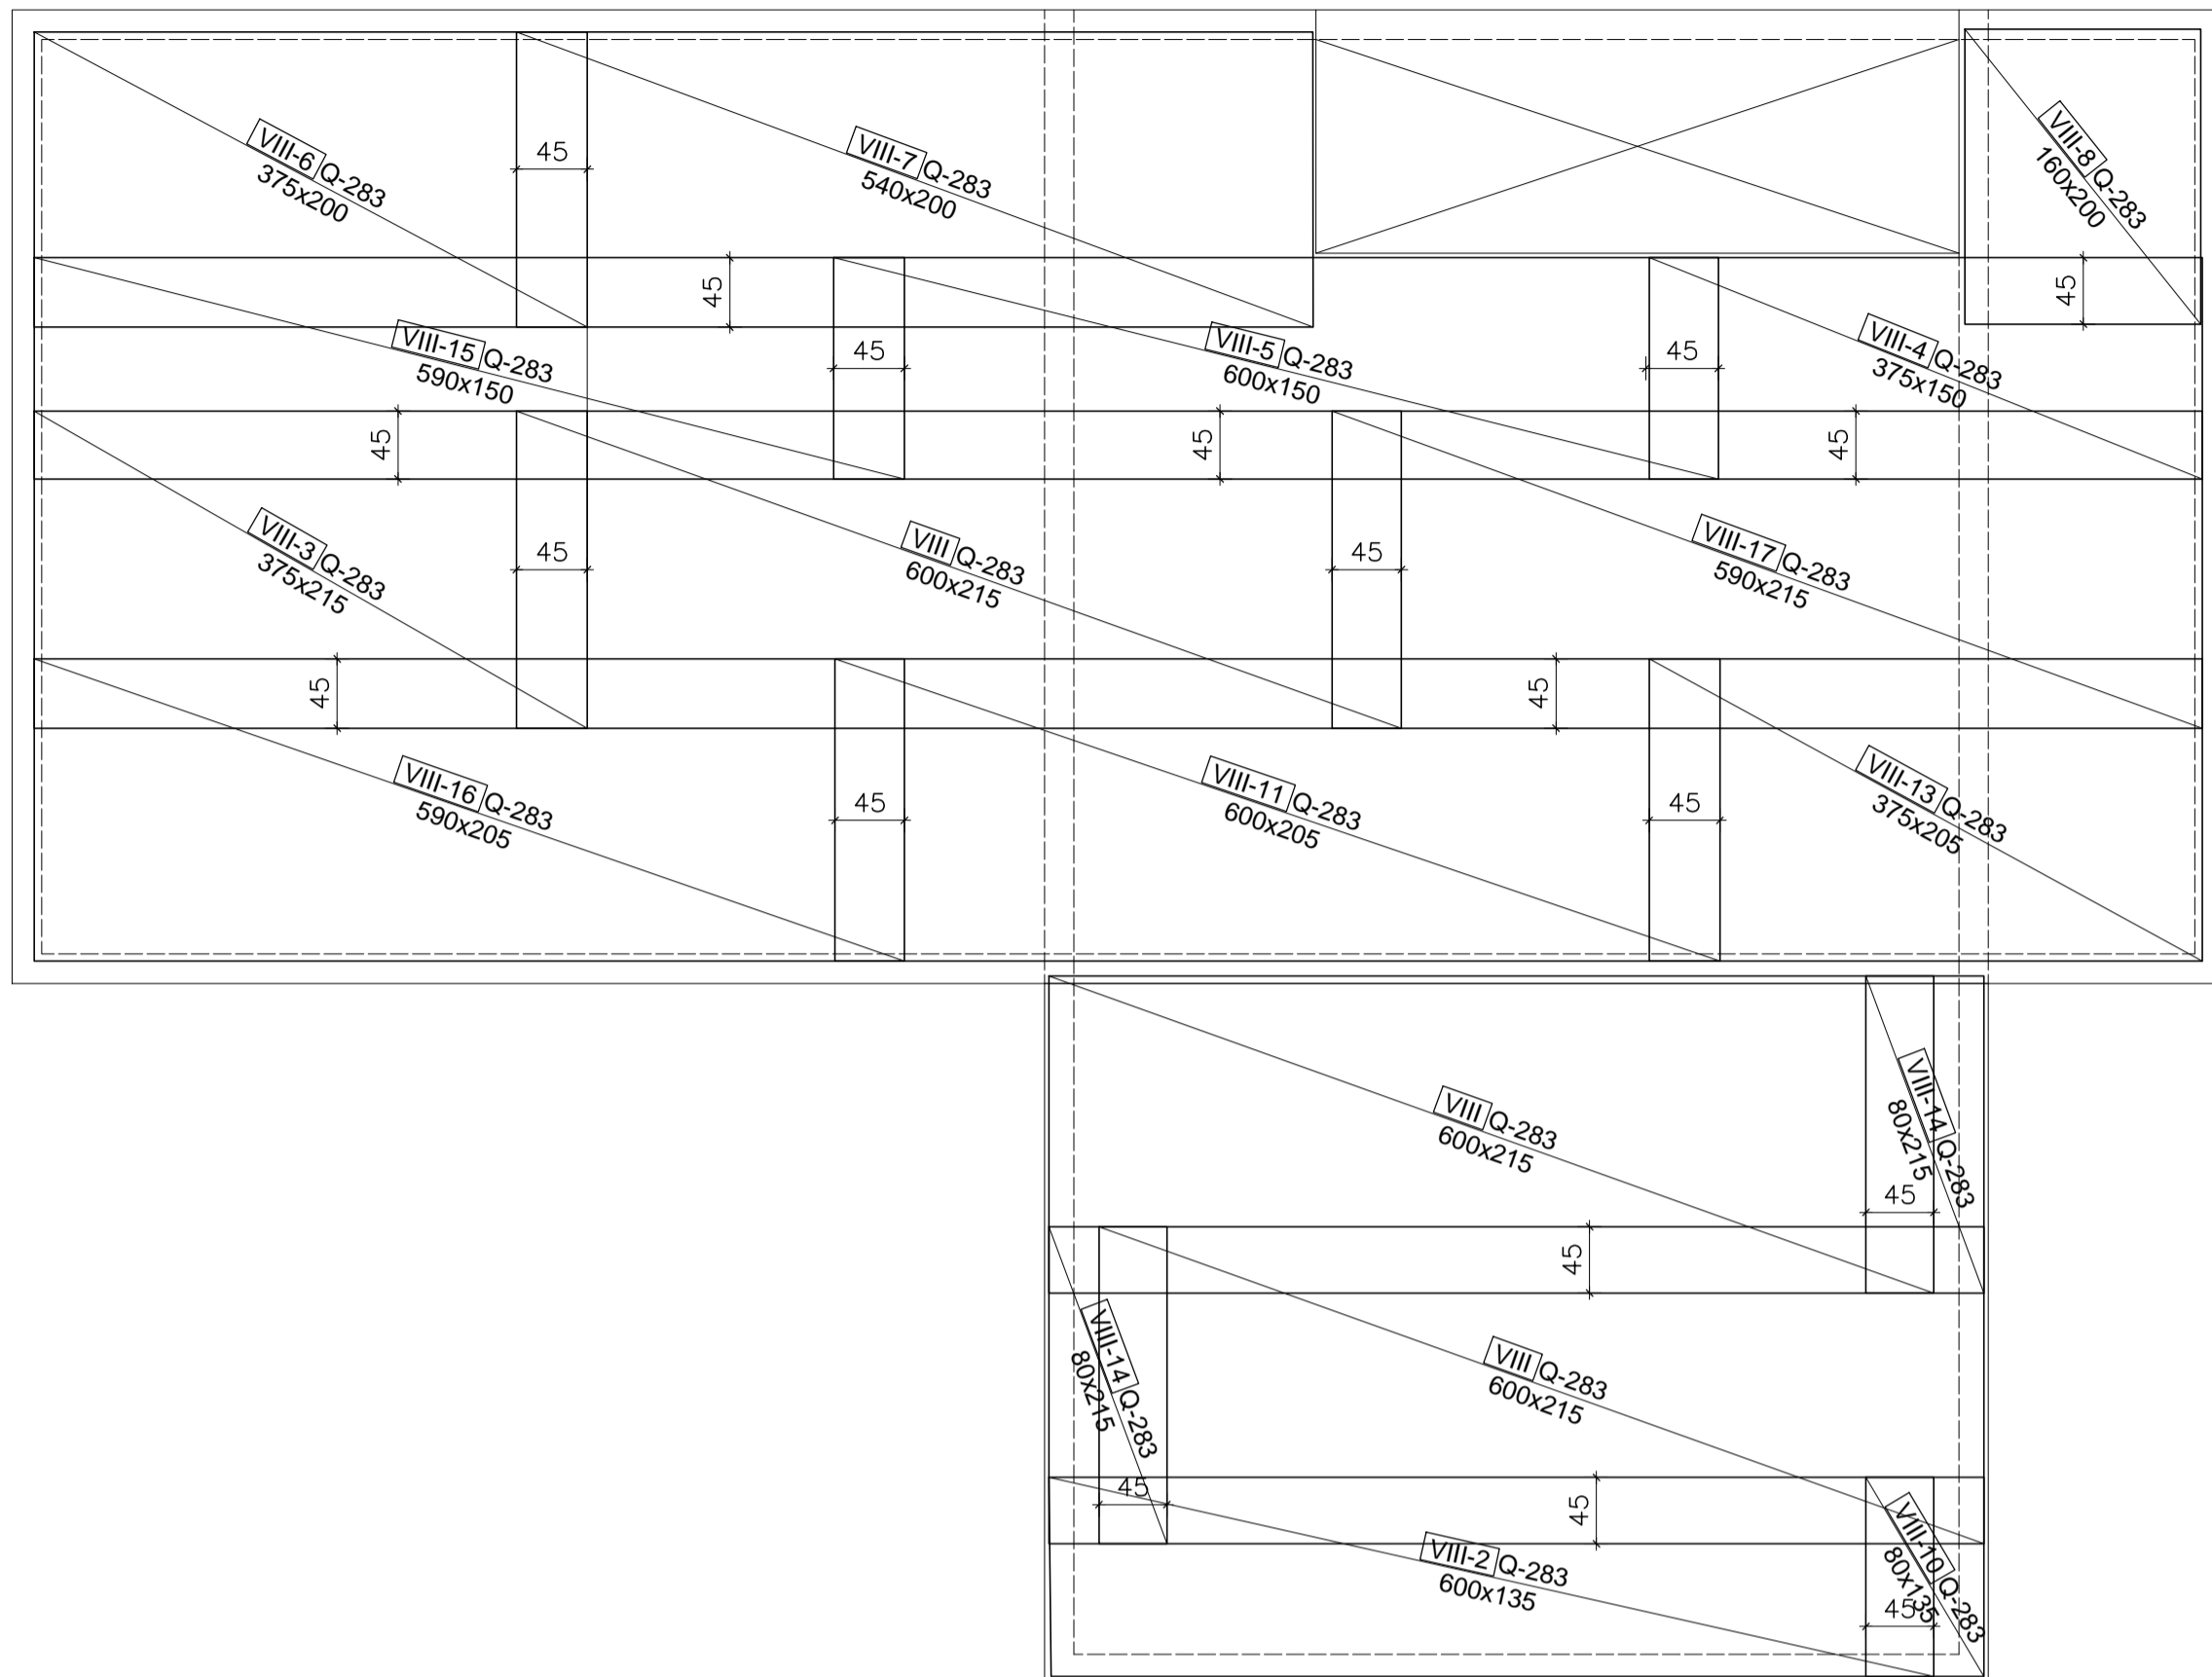 VIII-6 Q-283
375x200
45
VIII-7 Q-283
540x200
VIII-8 Q-283
160x200
45
45
VIII-15 Q-283
590x150
45
VIII-5 Q-283
600x150
45
VIII-4 Q-283
375x150
45
45
45
VIII-3 Q-283
375x215
45
VIII Q-283
600x215
45
VIII-17 Q-283
590x215
45
45
VIII-16 Q-283
590x205
45
VIII-11 Q-283
600x205
45
VIII-13 Q-283
375x205
VIII Q-283
600x215
VIII-14 Q-283
80x215
45
45
VIII-14 Q-283
80x215
VIII Q-283
600x215
45
45
VIII-2 Q-283
600x135
VIII-10 Q-283
80x135
45